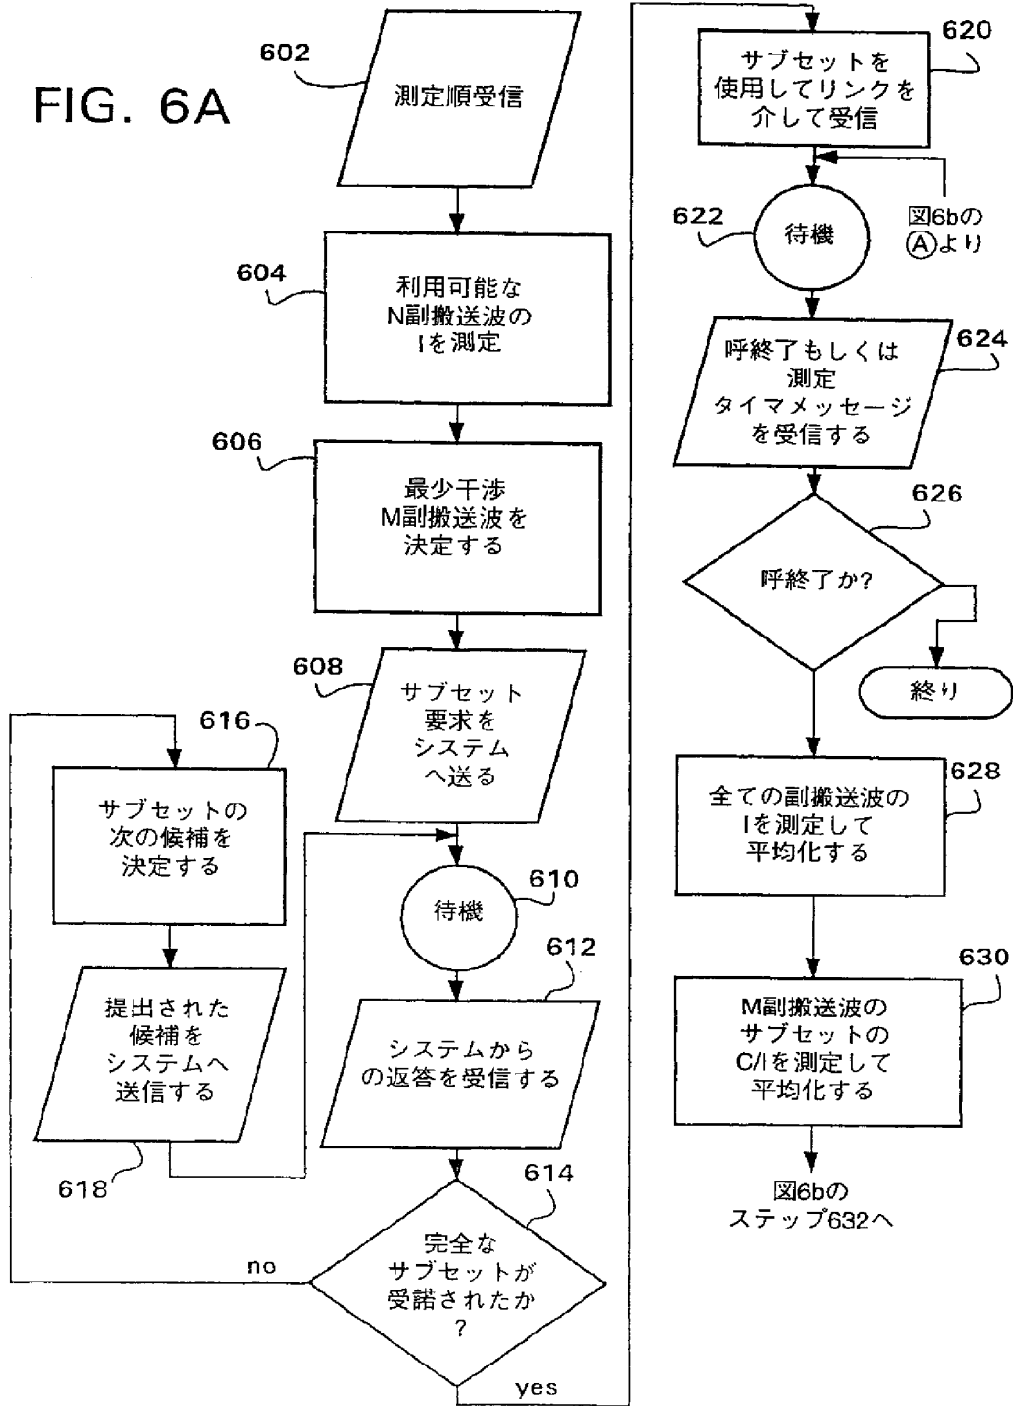 FIG. 6A
602
測定順受信
604
利用可能な
N副搬送波の
Iを測定
606
最少干渉
M副搬送波を
決定する
608
サブセット
要求を
システム
へ送る
616
サブセットの
次の候補を
決定する
610
待機
618
提出された
候補を
システムへ
送信する
612
システムから
の返答を受信する
614
完全な
サブセットが
受諾されたか
?
no
yes
620
サブセットを
使用してリンクを
介して受信
622
待機
図6bの
Ⓐより
624
呼終了もしくは
測定
タイマメッセージ
を受信する
626
呼終了か?
終り
628
全ての副搬送波の
Iを測定して
平均化する
630
M副搬送波の
サブセットの
C/Iを測定して
平均化する
図6bの
ステップ632へ